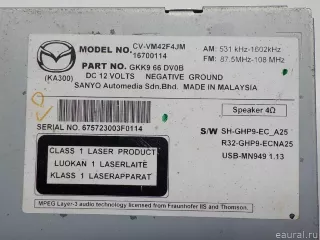 MODEL NO. CV-VM42F4JM
16700114
AM: 531 kHz-1602kHz
FM: 87.5MHz-108 MHz
(KA300)
PART NO. GKK9 66 DV0B
DC 12 VOLTS NEGATIVE GROUND
SANYO Automedia Sdn.Bhd. MADE IN MALAYSIA
Speaker 4Ω
SERIAL NO. 675723003F0114
S/W SH-GHP9-EC_A25
R32-GHP9-ECNA25
USB-MN949 1.13
CLASS 1 LASER PRODUCT
LUOKAN 1 LASERLAITE
KLASS 1 LASERAPPARAT
MPEG Layer-3 audio technology licensed from Fraunhofer IIS and Thomson.
euralfar.ru